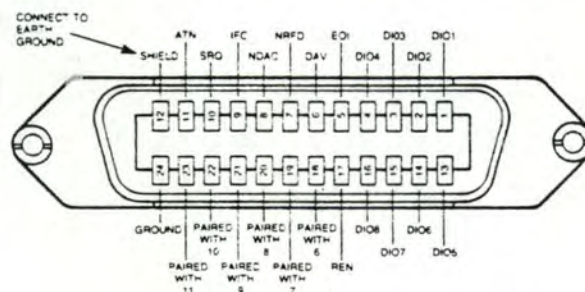 CONNECT TO
EARTH
GROUND
ATN IFC NRFD EOI DIO3 DIO1
SHIELD SRQ NDAC DAV DIO4 DIO2
12 11 10 9 8 7 6 5 4 3 2 1
24 23 22 21 20 19 18 17 16 15 14 13
GROUND PAIRED WITH 10 PAIRED WITH 8 PAIRED WITH 6 DIO8 DIO6
PAIRED WITH 11 PAIRED WITH 9 PAIRED WITH 7 REN DIO7 DIO5